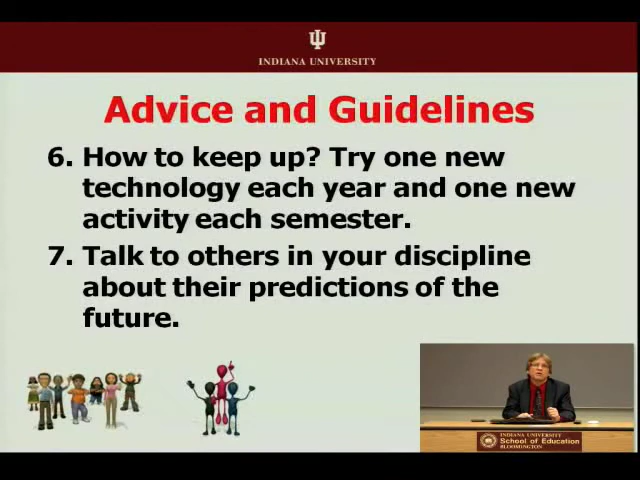 INDIANA UNIVERSITY
Advice and Guidelines
6. How to keep up? Try one new
technology each year and one new
activity each semester.
7. Talk to others in your discipline
about their predictions of the
future.
INDIANA UNIVERSITY
School of Education
BLOOMINGTON